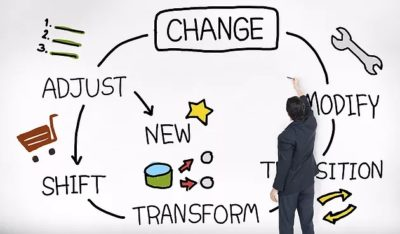 CHANGE
1.
2.
3.
ADJUST
MODIFY
NEW
SHIFT
TRANSFORM